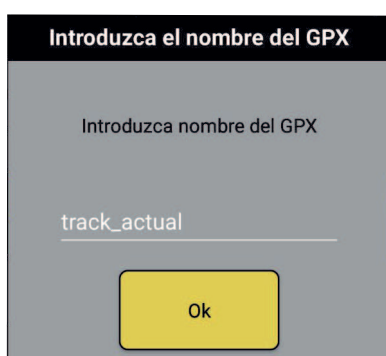 Introduzca el nombre del GPX
Introduzca nombre del GPX
track_actual
Ok